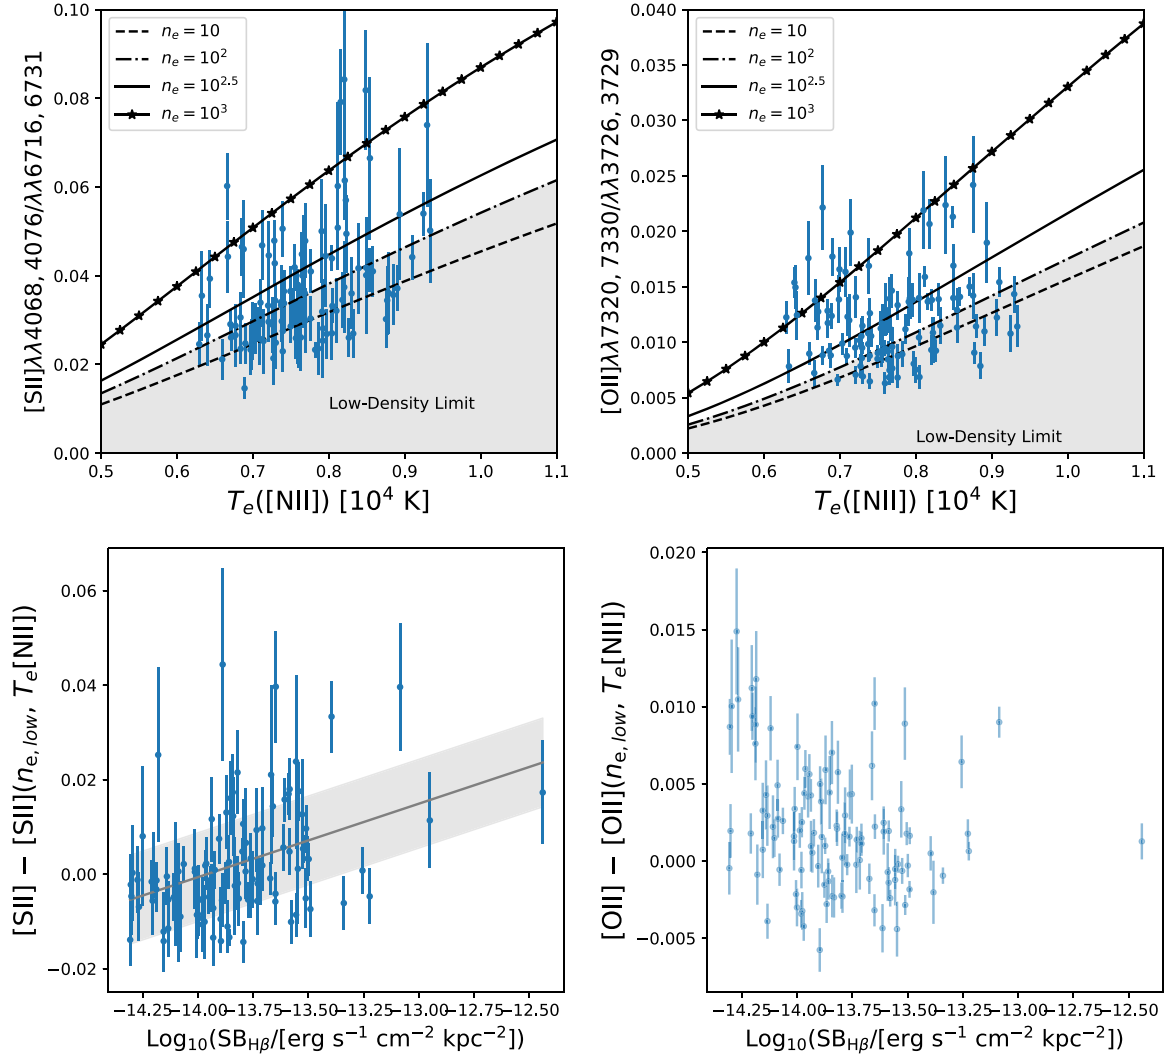 [SII]λλ4068, 4076/λλ6716, 6731
0.10
0.08
0.06
0.04
0.02
0.00
n_e = 10
n_e = 10^2
n_e = 10^{2.5}
n_e = 10^3
Low-Density Limit
0.5 0.6 0.7 0.8 0.9 1.0 1.1
T_e([NII]) [10^4 K]
[OII]λλ 7320, 7330/λλ3726, 3729
0.040
0.035
0.030
0.025
0.020
0.015
0.010
0.005
0.000
n_e = 10
n_e = 10^2
n_e = 10^{2.5}
n_e = 10^3
Low-Density Limit
0.5 0.6 0.7 0.8 0.9 1.0 1.1
T_e([NII]) [10^4 K]
[SII] − [SII](n_{e, low}, T_e[NII])
0.06
0.04
0.02
0.00
−0.02
−14.25 −14.00 −13.75 −13.50 −13.25 −13.00 −12.75 −12.50
Log_{10}(SB_{Hβ}/[erg s^{−1} cm^{−2} kpc^{−2}])
[OII] − [OII](n_{e, low}, T_e[NII])
0.020
0.015
0.010
0.005
0.000
−0.005
−14.25 −14.00 −13.75 −13.50 −13.25 −13.00 −12.75 −12.50
Log_{10}(SB_{Hβ}/[erg s^{−1} cm^{−2} kpc^{−2}])